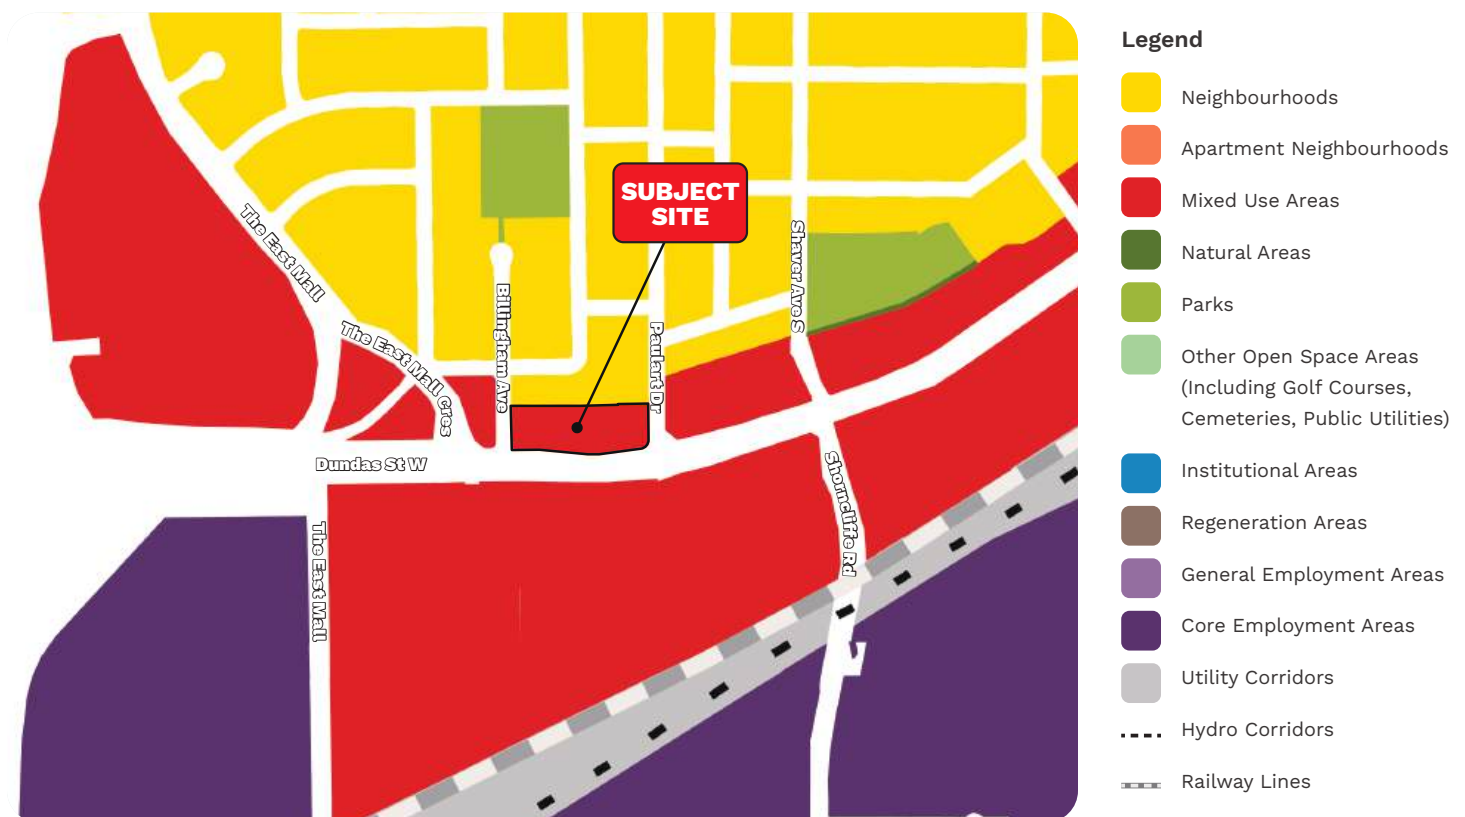 SUBJECT
SITE
The East Mall
The East Mall Cres
Billingham Ave
Paulart Dr
Shaver Ave S
Dundas St W
Shorncliffe Rd
The East Mall
Legend
Neighbourhoods
Apartment Neighbourhoods
Mixed Use Areas
Natural Areas
Parks
Other Open Space Areas
(Including Golf Courses,
Cemeteries, Public Utilities)
Institutional Areas
Regeneration Areas
General Employment Areas
Core Employment Areas
Utility Corridors
Hydro Corridors
Railway Lines